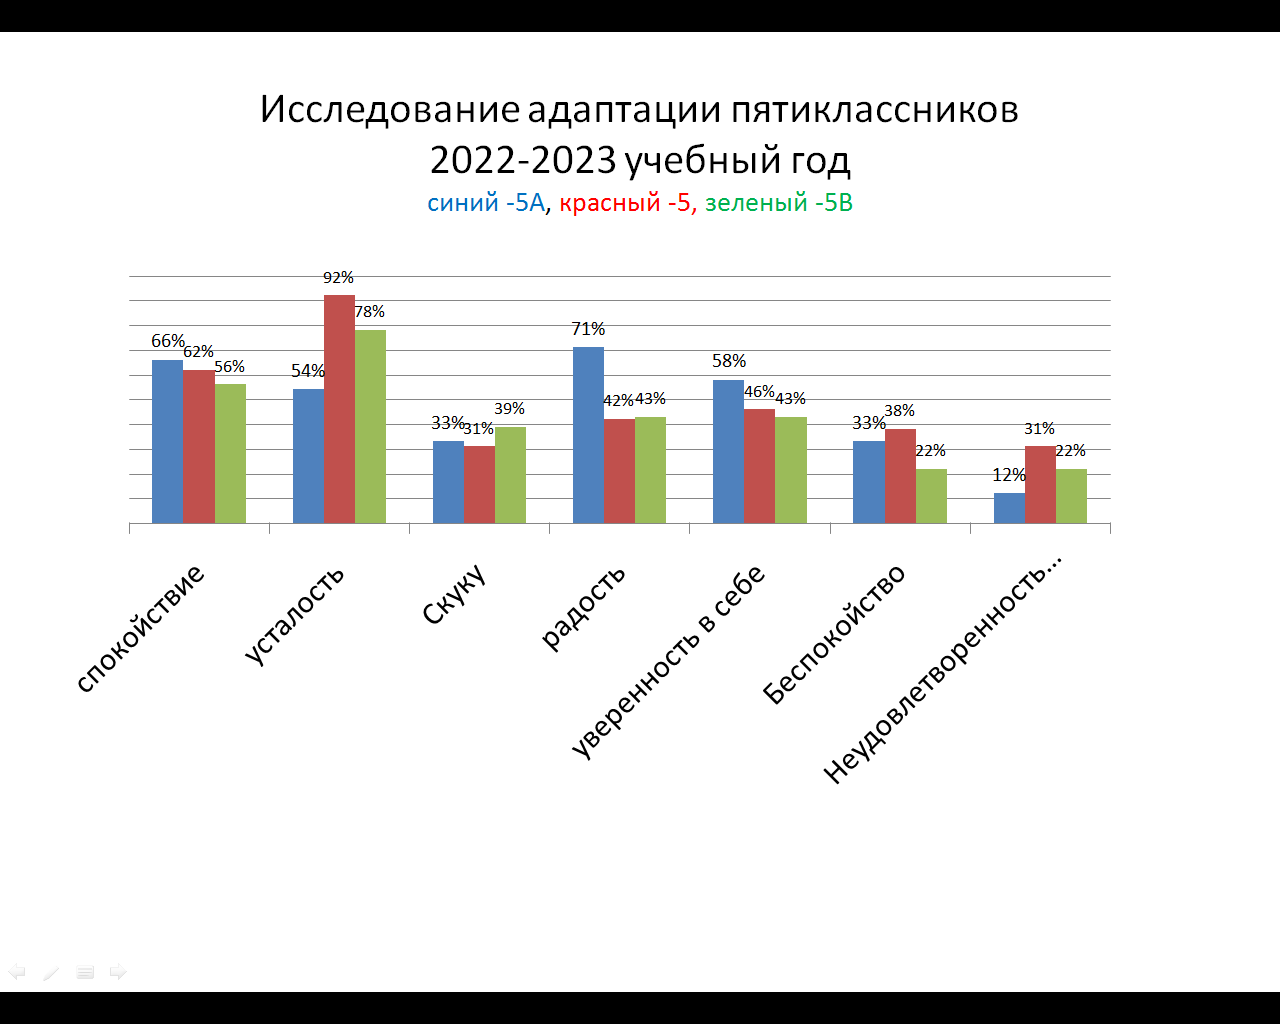 Исследование адаптации пятиклассников
2022-2023 учебный год
синий -5А, красный -5, зеленый -5В
66%
62%
56%
54%
92%
78%
33%
31%
39%
71%
42%
43%
58%
46%
43%
33%
38%
22%
12%
31%
22%
спокойствие
усталость
Скуку
радость
уверенность в себе
Беспокойство
Неудовлетворенность...